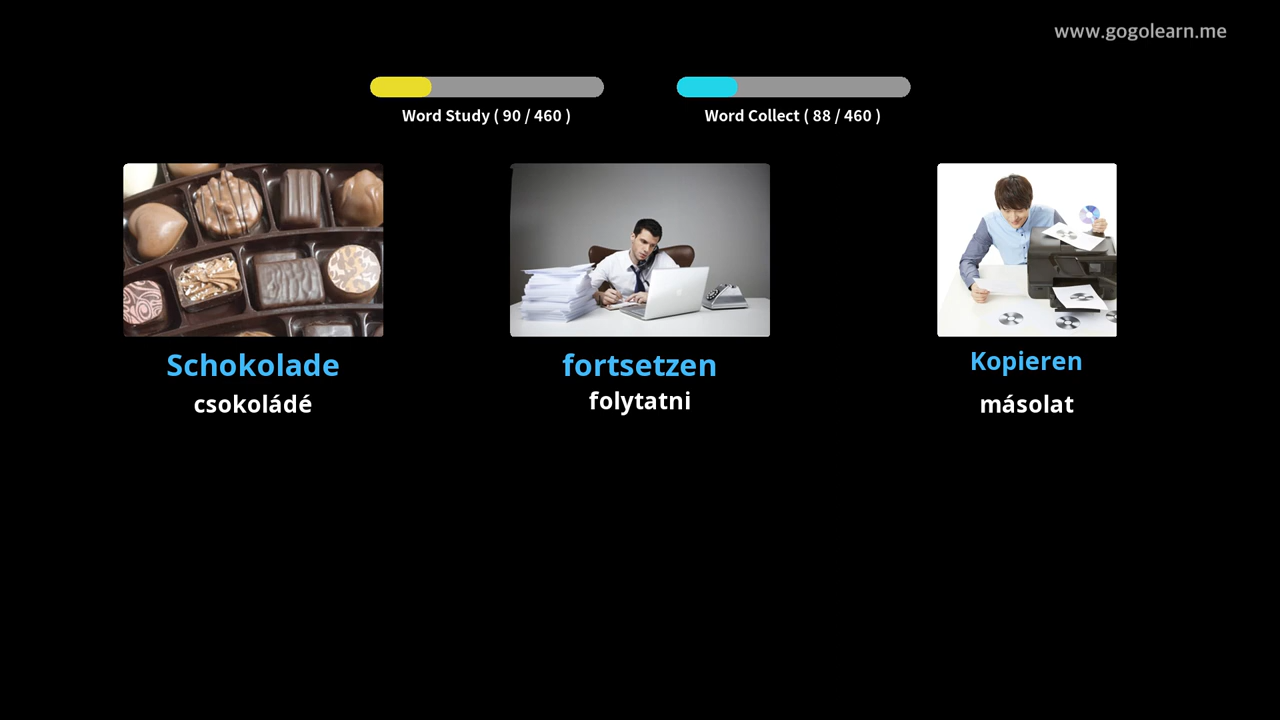 www.gogolearn.me
Word Study ( 90 / 460 )
Word Collect ( 88 / 460 )
Schokolade
csokoládé
fortsetzen
folytatni
Kopieren
másolat